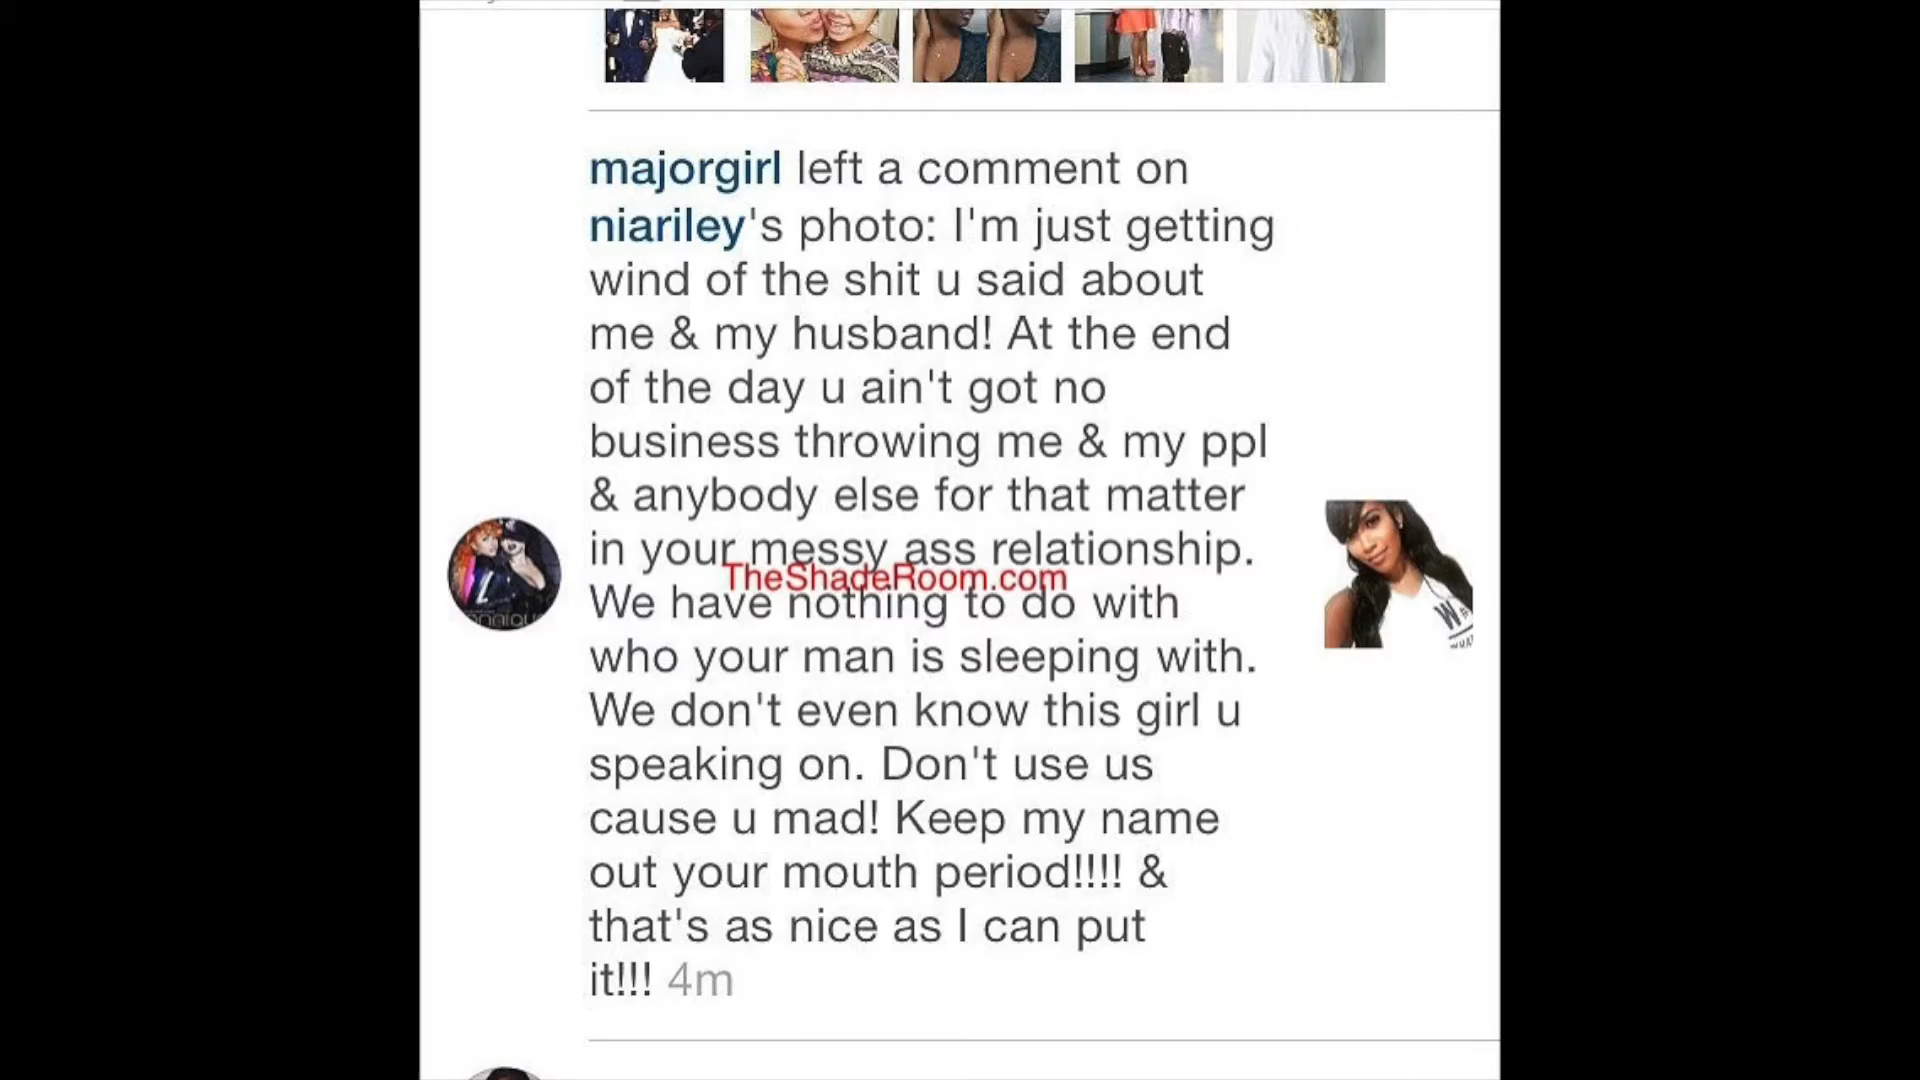 majorgirl left a comment on
niariley's photo: I'm just getting
wind of the shit u said about
me & my husband! At the end
of the day u ain't got no
business throwing me & my ppl
& anybody else for that matter
in your messy ass relationship.
TheShadeRoom.com
We have nothing to do with
who your man is sleeping with.
We don't even know this girl u
speaking on. Don't use us
cause u mad! Keep my name
out your mouth period!!!! &
that's as nice as I can put
it!!! 4m